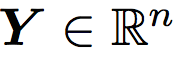 𝒀 ∈ ℝⁿ